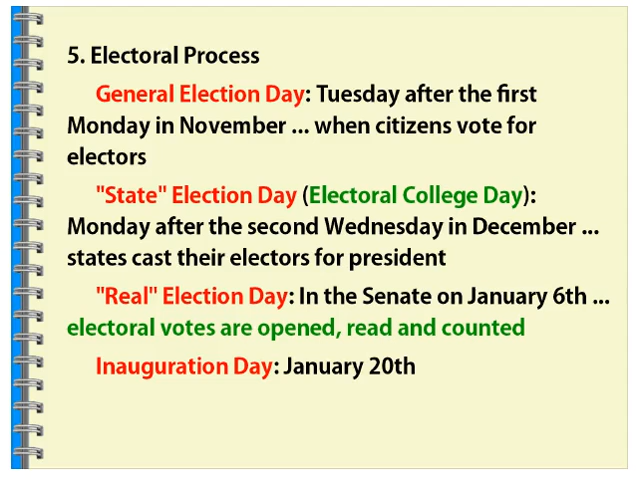 5. Electoral Process
General Election Day: Tuesday after the first
Monday in November ... when citizens vote for
electors
"State" Election Day (Electoral College Day):
Monday after the second Wednesday in December ...
states cast their electors for president
"Real" Election Day: In the Senate on January 6th ...
electoral votes are opened, read and counted
Inauguration Day: January 20th